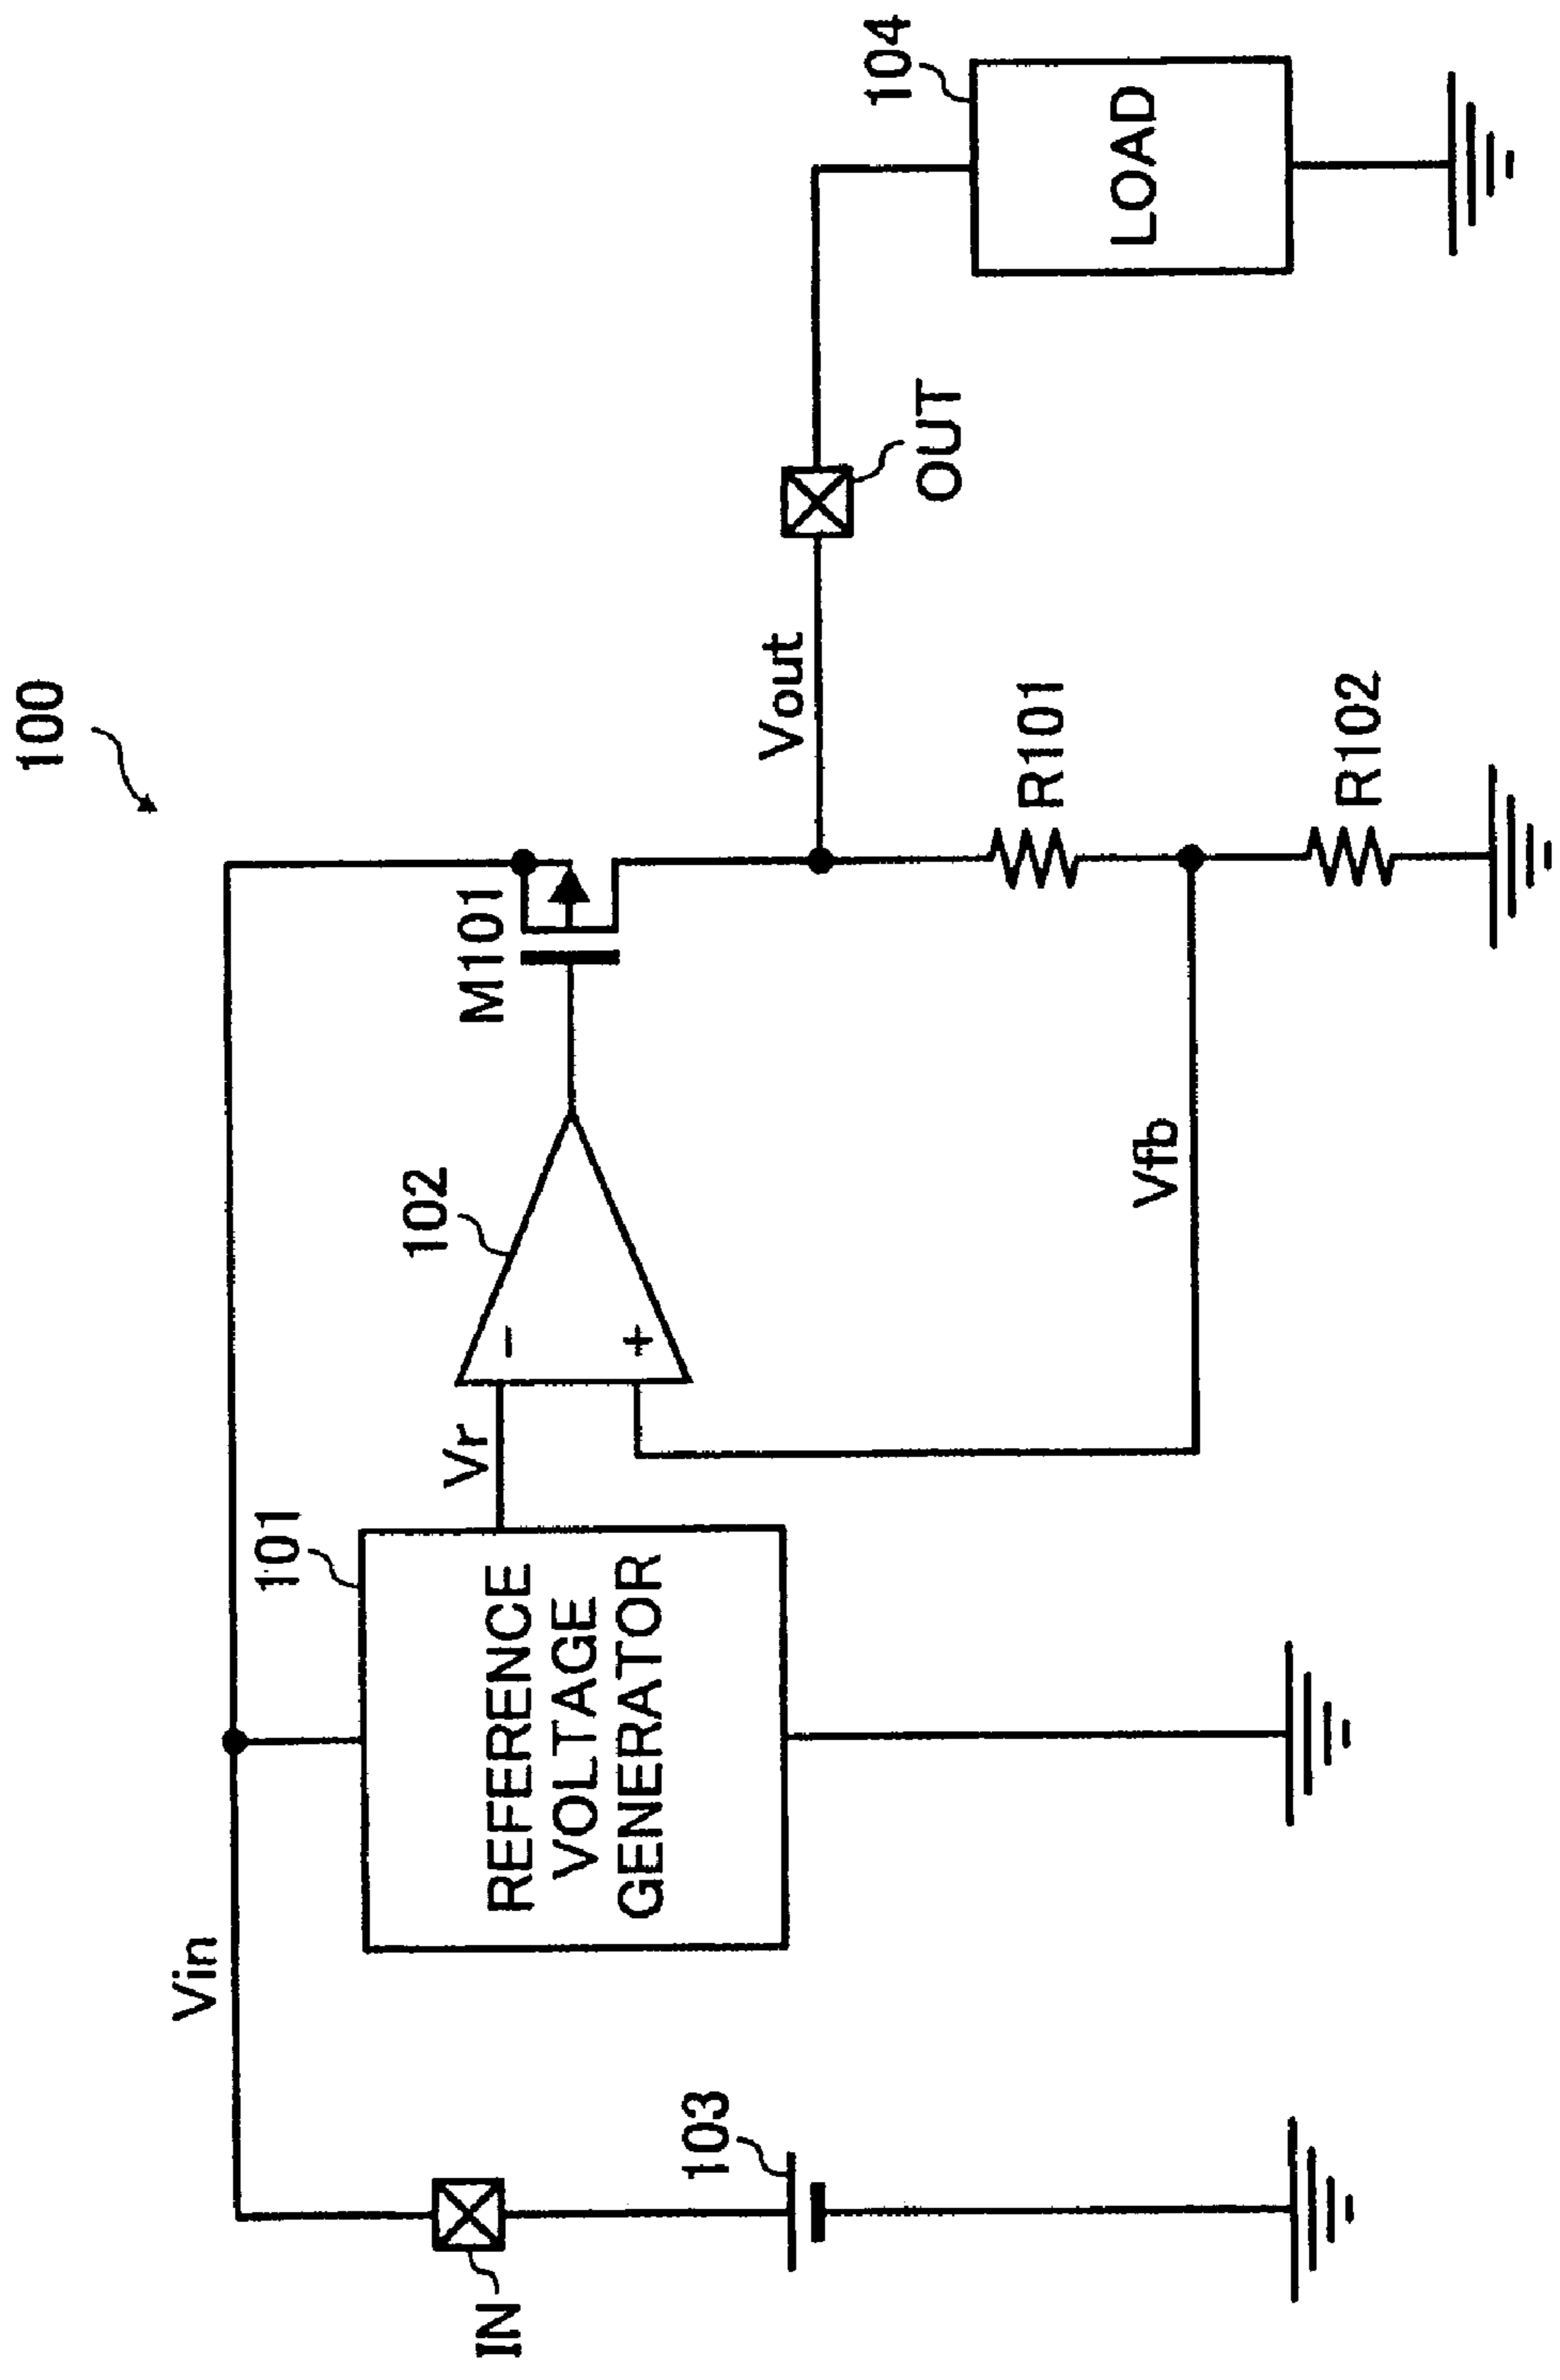 100
Vin
IN
103
101
REFERENCE
VOLTAGE
GENERATOR
Vr
102
-
+
M101
Vfb
Vout
R101
R102
OUT
104
LOAD